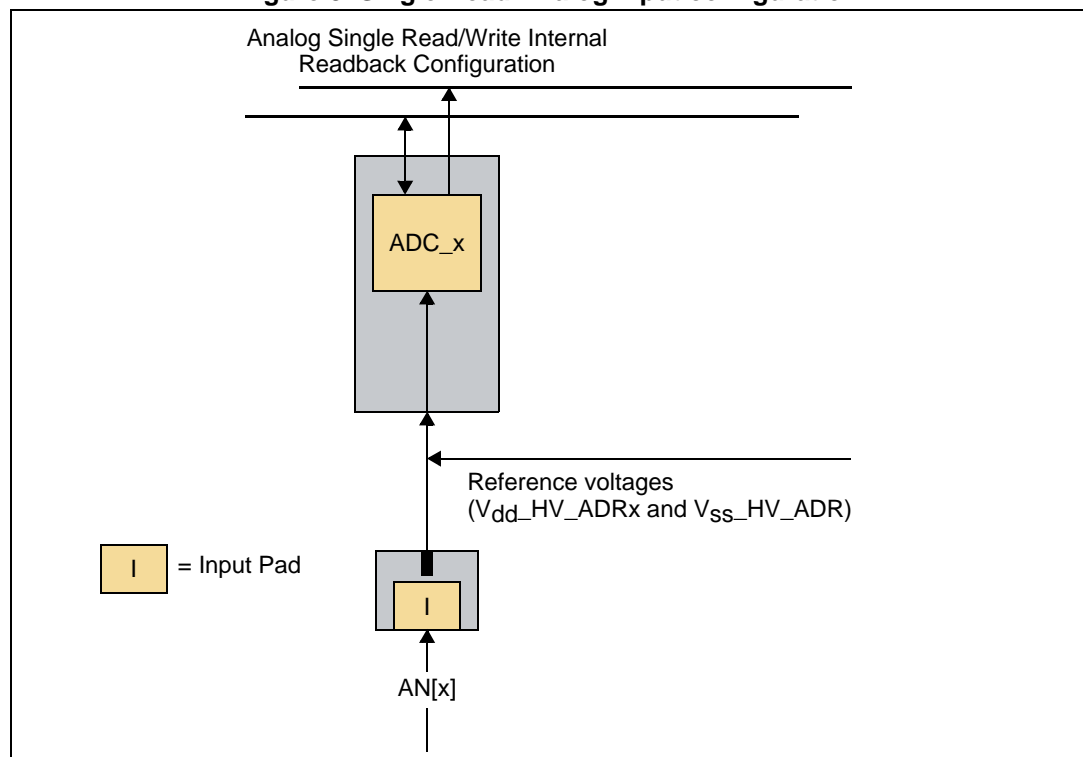 Analog Single Read/Write Internal
Readback Configuration
ADC_x
Reference voltages
(Vdd_HV_ADRx and Vss_HV_ADR)
I = Input Pad
I
AN[x]